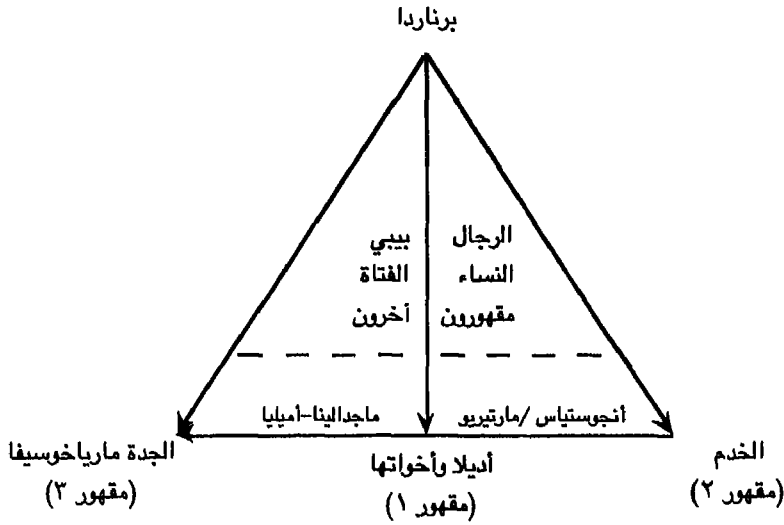 برناردا
الرجال
بيبي
النساء
الفتاة
مقهورون
أخرون
أنجوستياس /مارتيريو
ماجدالينا-أميليا
الخدم
(مقهور ٢)
أديلا وأخواتها
(مقهور ١)
الجدة مارياخوسيفا
(مقهور ٣)